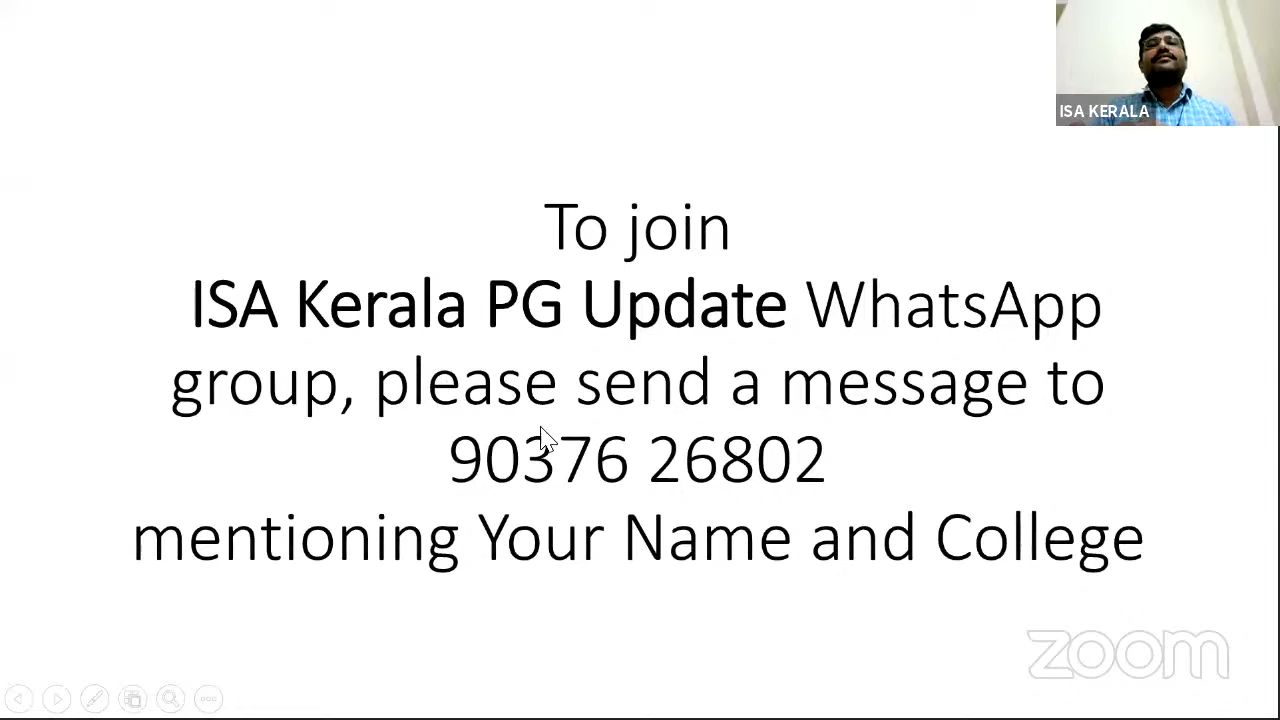 ISA KERALA
To join
ISA Kerala PG Update WhatsApp
group, please send a message to
90376 26802
mentioning Your Name and College
zoom